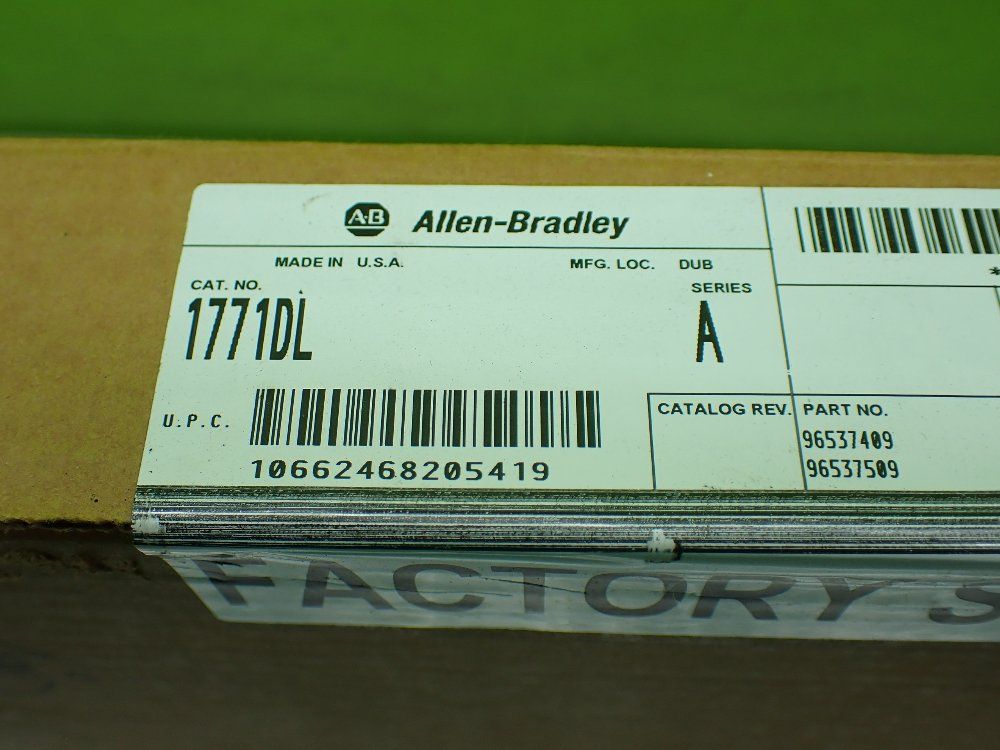 A-B Allen-Bradley
MADE IN U.S.A. MFG. LOC. DUB
CAT. NO. SERIES
1771DL A
U.P.C.
10662468205419
*
CATALOG REV. PART NO.
96537409
96537509
FACTORY S